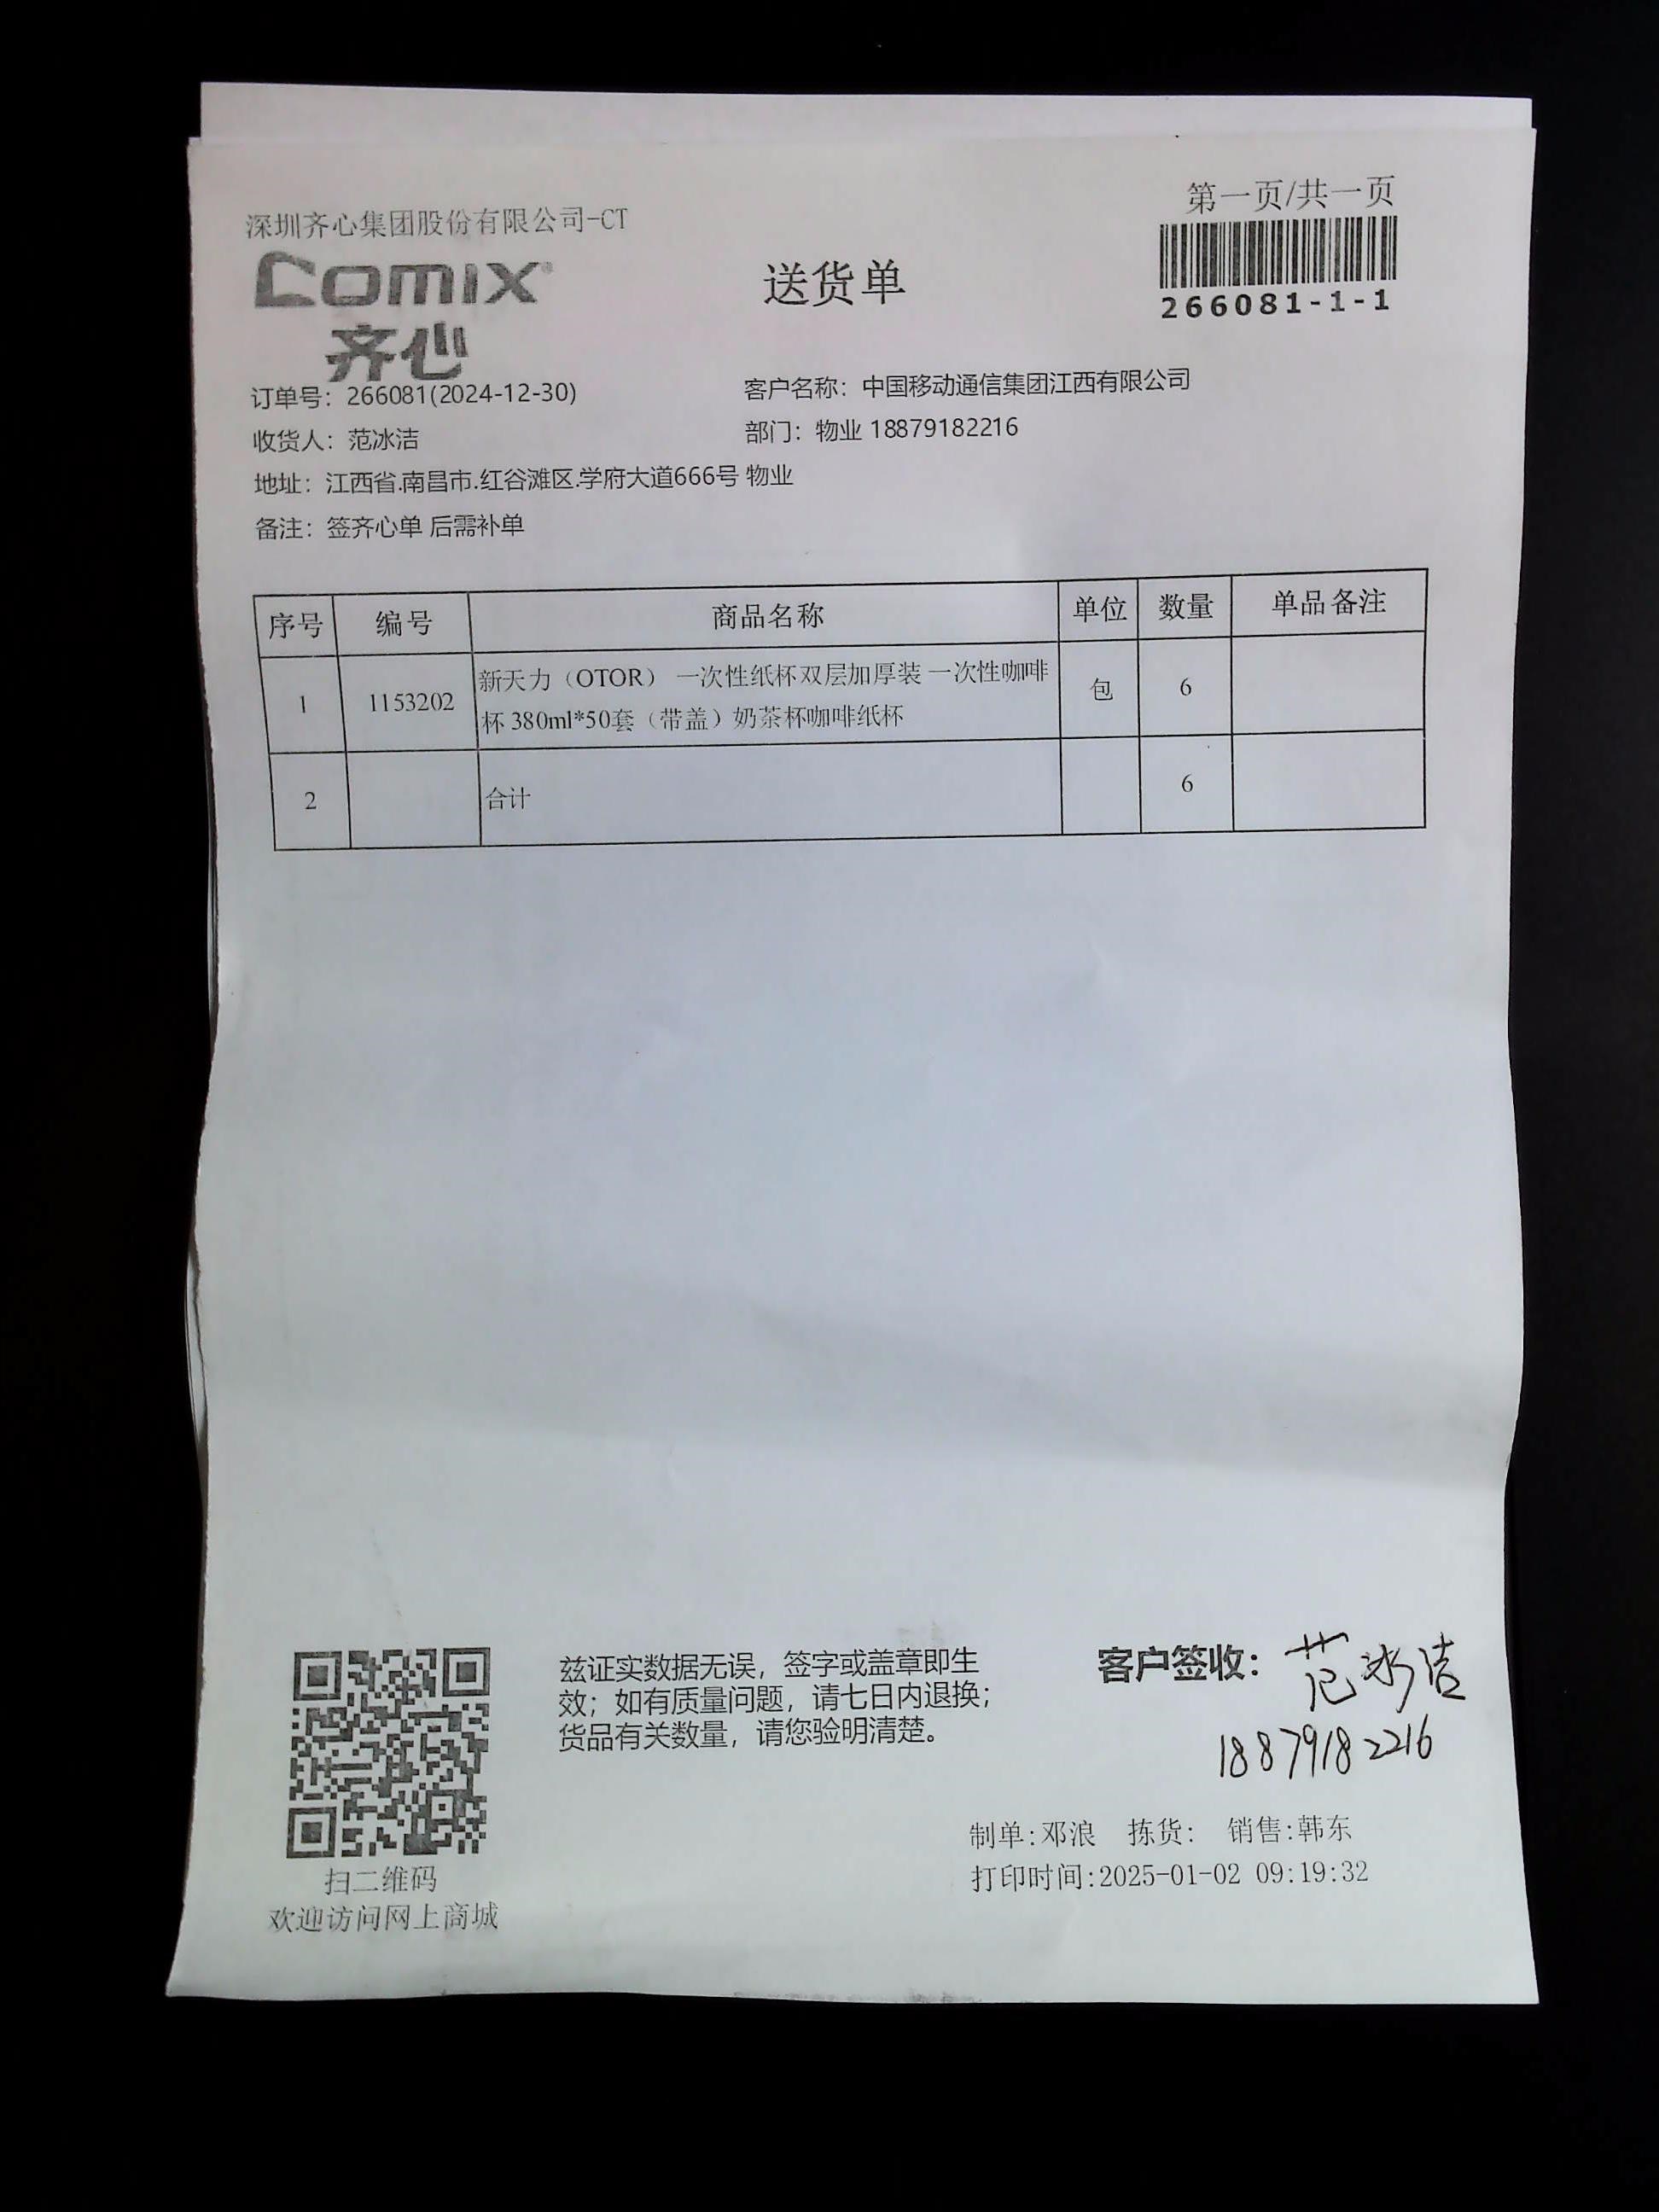 第一页/共一页
深圳齐心集团股份有限公司-CT
Comix®
齐心
送货单
266081-1-1
订单号：266081(2024-12-30)
客户名称：中国移动通信集团江西有限公司
收货人：范冰洁
部门：物业 18879182216
地址：江西省.南昌市.红谷滩区.学府大道666号 物业
备注：签齐心单 后需补单
序号 编号 商品名称 单位 数量 单品备注
1 1153202 新天力（OTOR） 一次性纸杯双层加厚装 一次性咖啡 包 6
杯 380ml*50套（带盖）奶茶杯咖啡纸杯
2 合计 6
兹证实数据无误，签字或盖章即生
效；如有质量问题，请七日内退换；
货品有关数量，请您验明清楚。
客户签收：范冰洁
18879182216
制单:邓浪 拣货: 销售:韩东
打印时间:2025-01-02 09:19:32
扫二维码
欢迎访问网上商城